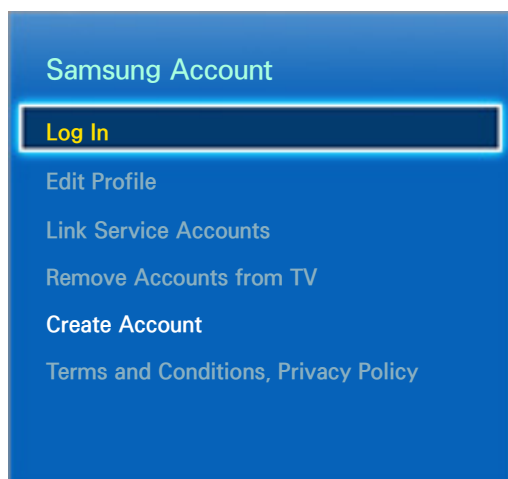 Samsung Account
Log In
Edit Profile
Link Service Accounts
Remove Accounts from TV
Create Account
Terms and Conditions, Privacy Policy